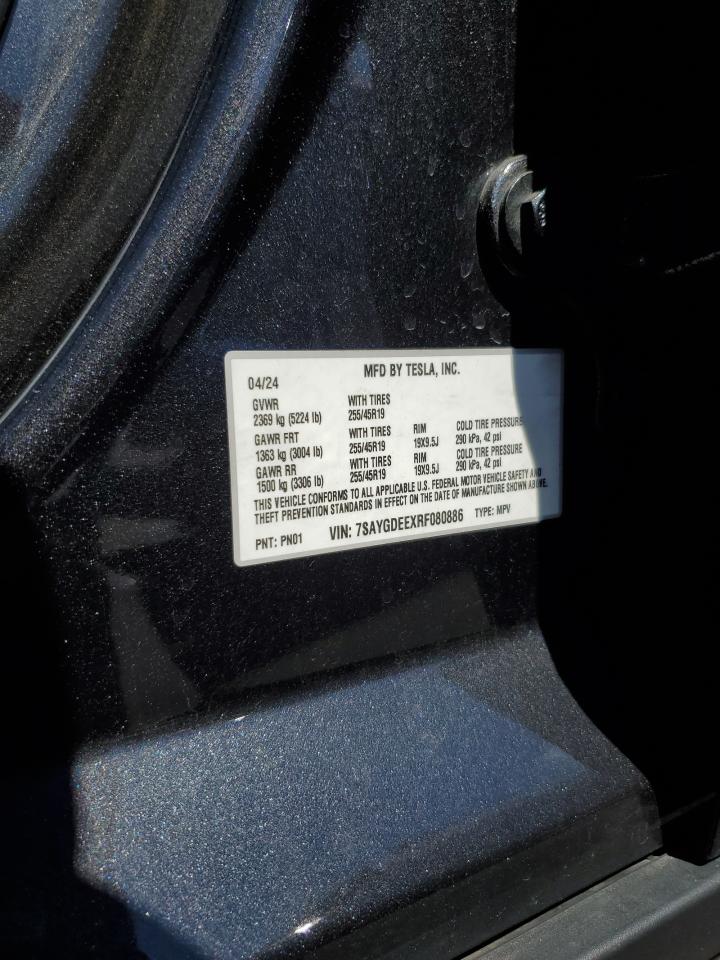 MFD BY TESLA, INC.
04/24
GVWR WITH TIRES
2369 kg (5224 lb) 255/45R19
GAWR FRT WITH TIRES RIM COLD TIRE PRESSURE
1363 kg (3004 lb) 255/45R19 19X9.5J 290 kPa, 42 psi
GAWR RR WITH TIRES RIM COLD TIRE PRESSURE
1500 kg (3306 lb) 255/45R19 19X9.5J 290 kPa, 42 psi
THIS VEHICLE CONFORMS TO ALL APPLICABLE U.S. FEDERAL MOTOR VEHICLE SAFETY AND
THEFT PREVENTION STANDARDS IN EFFECT ON THE DATE OF MANUFACTURE SHOWN ABOVE.
PNT: PN01 VIN: 7SAYGDEEXRF080886 TYPE: MPV